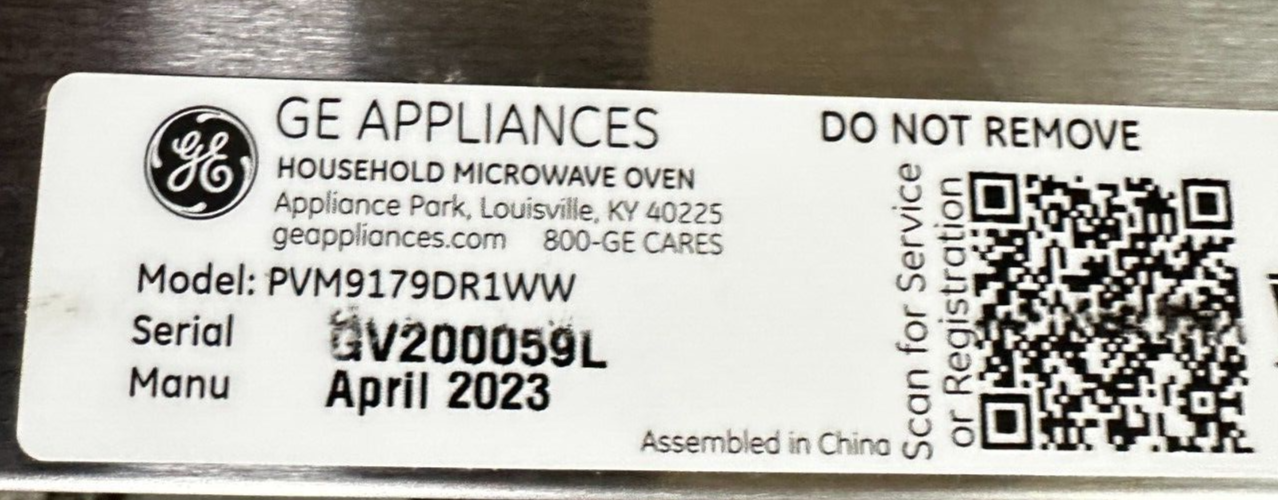 GE
GE APPLIANCES
HOUSEHOLD MICROWAVE OVEN
Appliance Park, Louisville, KY 40225
geappliances.com 800-GE CARES
Model: PVM9179DR1WW
Serial GV200059L
Manu April 2023
Assembled in China
DO NOT REMOVE
Scan for Service
or Registration